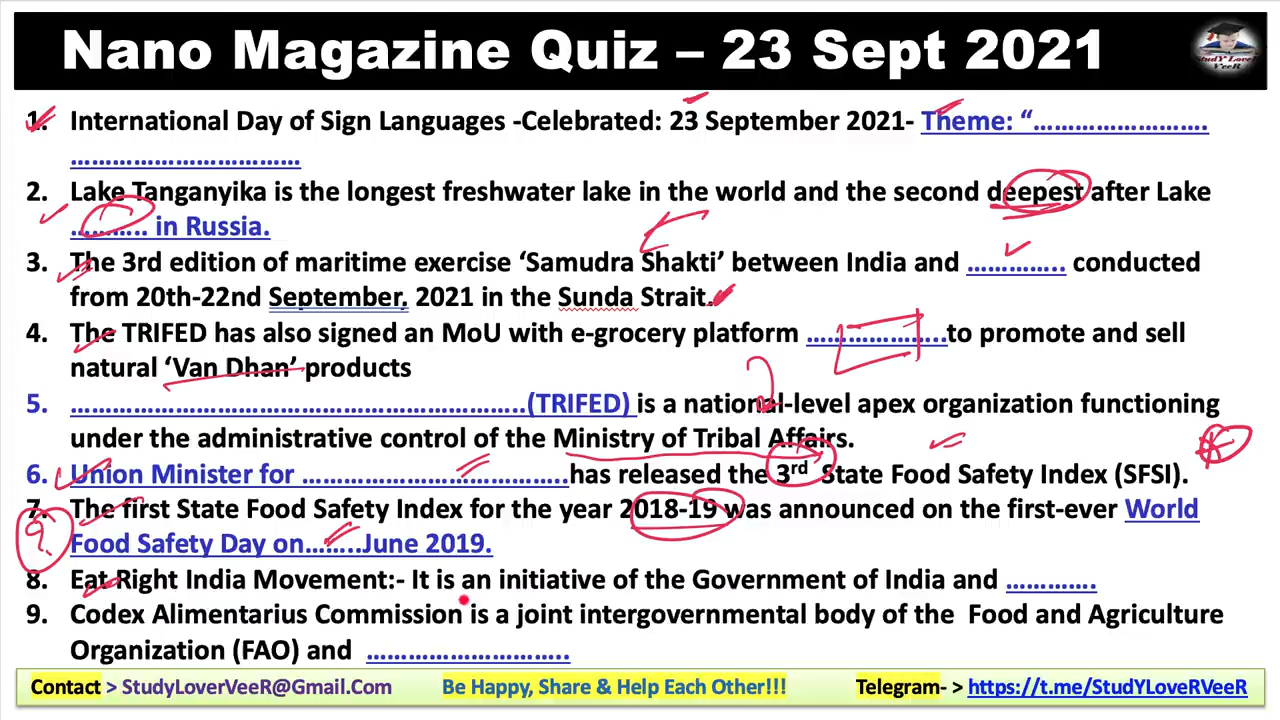 Nano Magazine Quiz – 23 Sept 2021
StudY LoveR
VeeR
1. International Day of Sign Languages -Celebrated: 23 September 2021- Theme: “…………………….
……………………………
2. Lake Tanganyika is the longest freshwater lake in the world and the second deepest after Lake
……….. in Russia.
3. The 3rd edition of maritime exercise ‘Samudra Shakti’ between India and ………….. conducted
from 20th-22nd September, 2021 in the Sunda Strait.
4. The TRIFED has also signed an MoU with e-grocery platform ………………….. to promote and sell
natural ‘Van Dhan’ products
2
5. ……………………………………………………..(TRIFED) is a national-level apex organization functioning
under the administrative control of the Ministry of Tribal Affairs.
6. Union Minister for ……………………………..has released the 3rd State Food Safety Index (SFSI).
7. The first State Food Safety Index for the year 2018-19 was announced on the first-ever World
Food Safety Day on……..June 2019.
8. Eat Right India Movement:- It is an initiative of the Government of India and ………….
9. Codex Alimentarius Commission is a joint intergovernmental body of the Food and Agriculture
Organization (FAO) and …………………………..
Contact > StudyLoverVeeR@Gmail.Com Be Happy, Share & Help Each Other!!! Telegram- > https://t.me/StudYLoveRVeeR